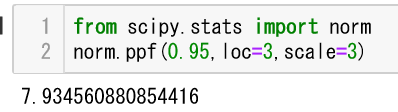 1 from scipy.stats import norm
2 norm.ppf(0.95, loc=3, scale=3)
7.934560880854416